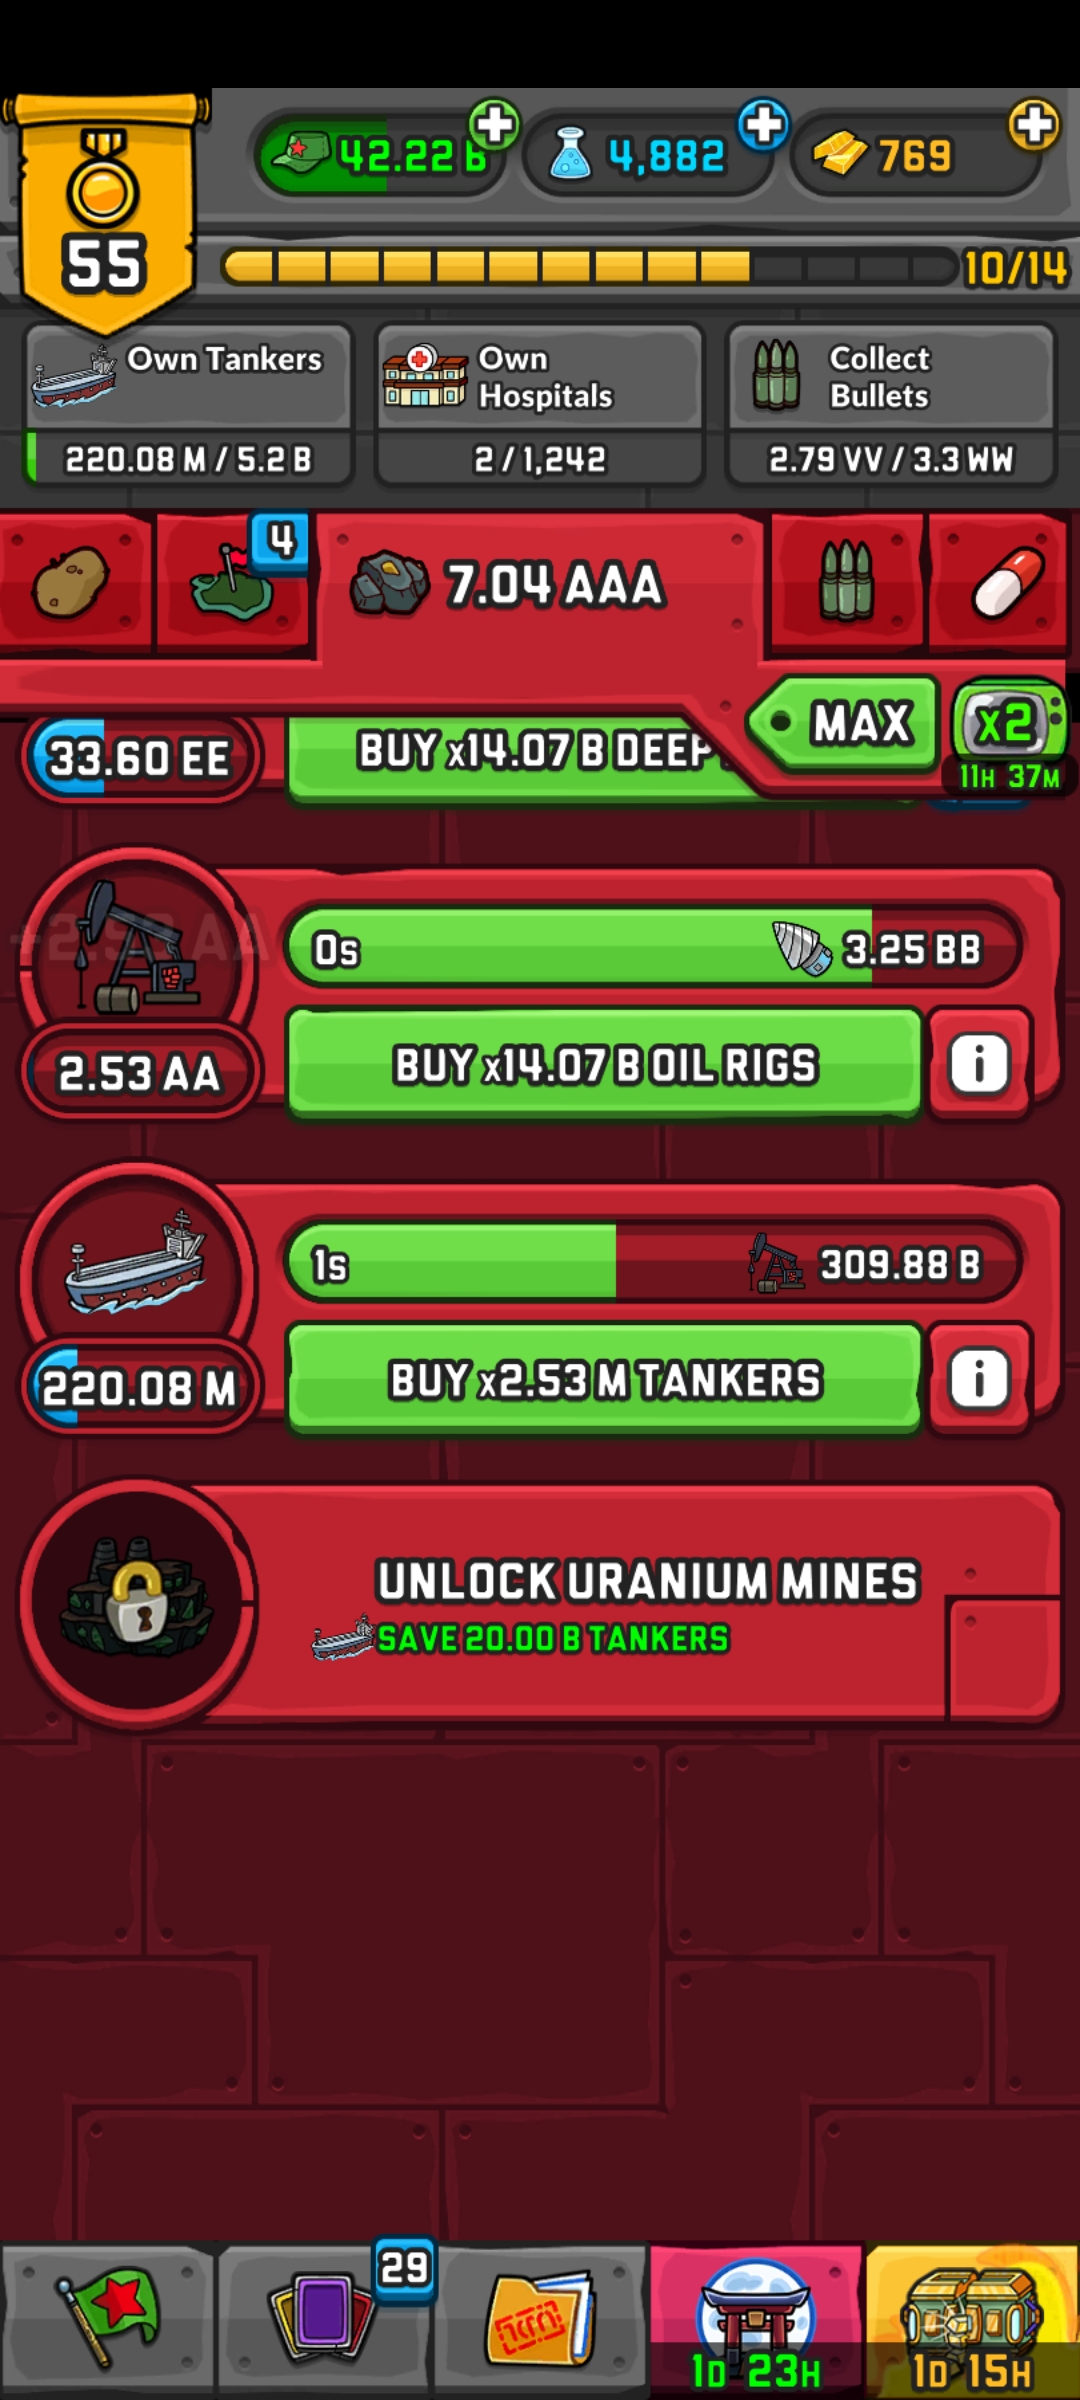 42.22 B
4,882
769
55
10/14
Own Tankers
220.08 M / 5.2 B
Own
Hospitals
2 / 1,242
Collect
Bullets
2.79 VV / 3.3 WW
4
7.04 AAA
MAX
x2
11H 37M
33.60 EE
BUY x14.07 B DEEP
0s
3.25 BB
2.53 AA
BUY x14.07 B OIL RIGS
i
1s
309.88 B
220.08 M
BUY x2.53 M TANKERS
i
UNLOCK URANIUM MINES
SAVE 20.00 B TANKERS
29
1D 23H
1D 15H